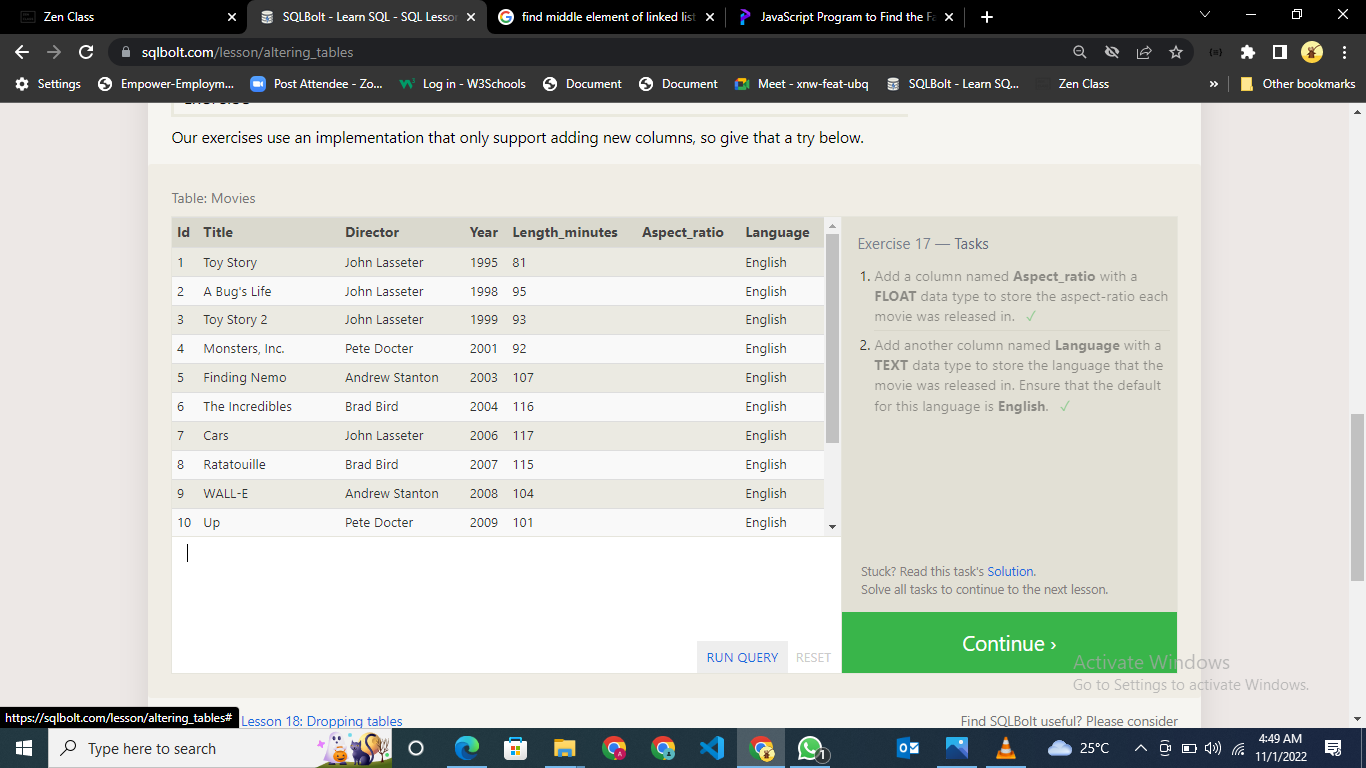 Zen Class
SQLBolt - Learn SQL - SQL Lesson
find middle element of linked list
JavaScript Program to Find the Fa
sqlbolt.com/lesson/altering_tables
Settings
Empower-Employm...
Post Attendee - Zo...
Log in - W3Schools
Document
Document
Meet - xnw-feat-ubq
SQLBolt - Learn SQ...
Zen Class
»
Other bookmarks
Exercise
Our exercises use an implementation that only support adding new columns, so give that a try below.
Table: Movies
Id Title Director Year Length_minutes Aspect_ratio Language
1 Toy Story John Lasseter 1995 81 English
2 A Bug's Life John Lasseter 1998 95 English
3 Toy Story 2 John Lasseter 1999 93 English
4 Monsters, Inc. Pete Docter 2001 92 English
5 Finding Nemo Andrew Stanton 2003 107 English
6 The Incredibles Brad Bird 2004 116 English
7 Cars John Lasseter 2006 117 English
8 Ratatouille Brad Bird 2007 115 English
9 WALL-E Andrew Stanton 2008 104 English
10 Up Pete Docter 2009 101 English
RUN QUERY RESET
Exercise 17 — Tasks
1. Add a column named Aspect_ratio with a
FLOAT data type to store the aspect-ratio each
movie was released in. ✓
2. Add another column named Language with a
TEXT data type to store the language that the
movie was released in. Ensure that the default
for this language is English. ✓
Stuck? Read this task's Solution.
Solve all tasks to continue to the next lesson.
Continue ›
Activate Windows
Go to Settings to activate Windows.
https://sqlbolt.com/lesson/altering_tables#
Lesson 18: Dropping tables
Find SQLBolt useful? Please consider
Type here to search
1
25°C
4:49 AM
11/1/2022